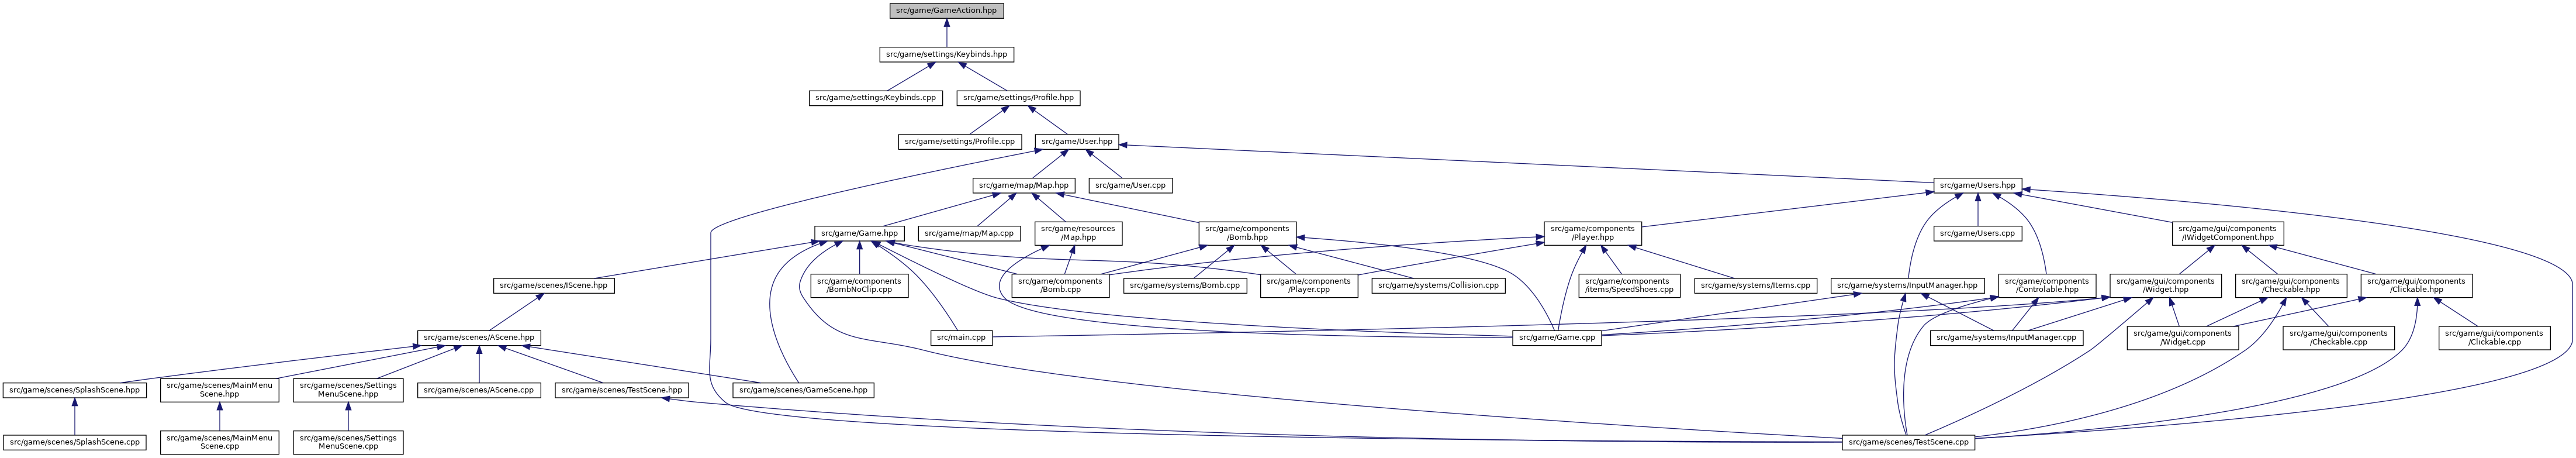 src/game/GameAction.hpp
src/game/settings/Keybinds.hpp
src/game/settings/Keybinds.cpp
src/game/settings/Profile.hpp
src/game/settings/Profile.cpp
src/game/User.hpp
src/game/map/Map.hpp
src/game/User.cpp
src/game/Users.hpp
src/game/Game.hpp
src/game/map/Map.cpp
src/game/resources
/Map.hpp
src/game/components
/Bomb.hpp
src/game/components
/Player.hpp
src/game/Users.cpp
src/game/gui/components
/IWidgetComponent.hpp
src/game/scenes/IScene.hpp
src/game/components
/BombNoClip.cpp
src/game/components
/Bomb.cpp
src/game/systems/Bomb.cpp
src/game/components
/Player.cpp
src/game/systems/Collision.cpp
src/game/components
/items/SpeedShoes.cpp
src/game/systems/Items.cpp
src/game/systems/InputManager.hpp
src/game/components
/Controlable.hpp
src/game/gui/components
/Widget.hpp
src/game/gui/components
/Checkable.hpp
src/game/gui/components
/Clickable.hpp
src/game/scenes/AScene.hpp
src/main.cpp
src/game/Game.cpp
src/game/systems/InputManager.cpp
src/game/gui/components
/Widget.cpp
src/game/gui/components
/Checkable.cpp
src/game/gui/components
/Clickable.cpp
src/game/scenes/SplashScene.hpp
src/game/scenes/MainMenu
Scene.hpp
src/game/scenes/Settings
MenuScene.hpp
src/game/scenes/AScene.cpp
src/game/scenes/TestScene.hpp
src/game/scenes/GameScene.hpp
src/game/scenes/SplashScene.cpp
src/game/scenes/MainMenu
Scene.cpp
src/game/scenes/Settings
MenuScene.cpp
src/game/scenes/TestScene.cpp